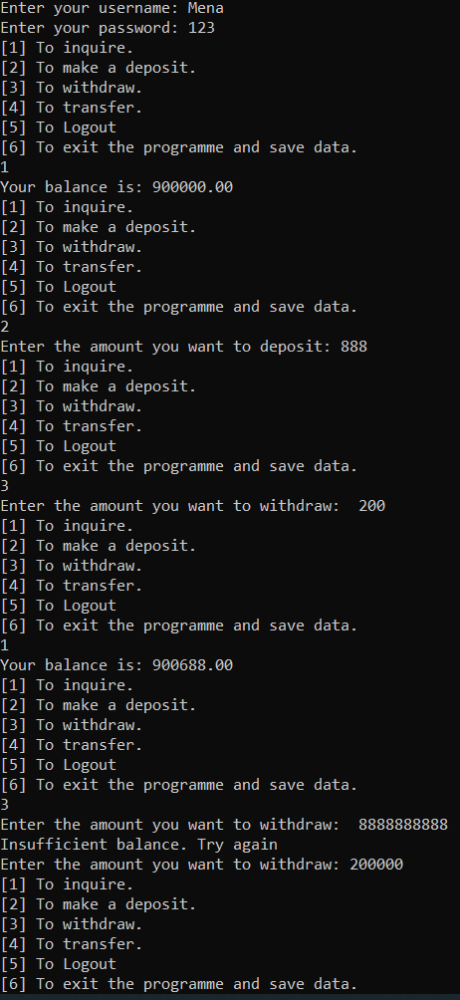 Enter your username: Mena
Enter your password: 123
[1] To inquire.
[2] To make a deposit.
[3] To withdraw.
[4] To transfer.
[5] To Logout
[6] To exit the programme and save data.
1
Your balance is: 900000.00
[1] To inquire.
[2] To make a deposit.
[3] To withdraw.
[4] To transfer.
[5] To Logout
[6] To exit the programme and save data.
2
Enter the amount you want to deposit: 888
[1] To inquire.
[2] To make a deposit.
[3] To withdraw.
[4] To transfer.
[5] To Logout
[6] To exit the programme and save data.
3
Enter the amount you want to withdraw:  200
[1] To inquire.
[2] To make a deposit.
[3] To withdraw.
[4] To transfer.
[5] To Logout
[6] To exit the programme and save data.
1
Your balance is: 900688.00
[1] To inquire.
[2] To make a deposit.
[3] To withdraw.
[4] To transfer.
[5] To Logout
[6] To exit the programme and save data.
3
Enter the amount you want to withdraw:  8888888888
Insufficient balance. Try again
Enter the amount you want to withdraw: 200000
[1] To inquire.
[2] To make a deposit.
[3] To withdraw.
[4] To transfer.
[5] To Logout
[6] To exit the programme and save data.